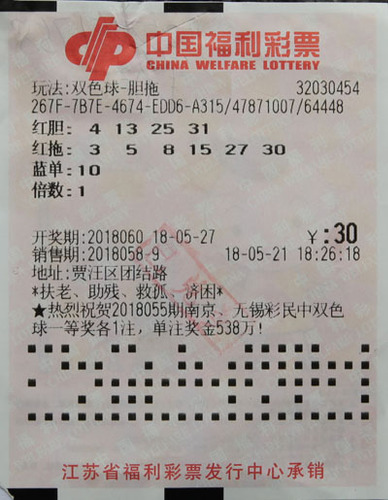 中国福利彩票
CHINA WELFARE LOTTERY
玩法:双色球-胆拖 32030454
267F-7B7E-4674-EDD6-A315/47871007/64448
红胆: 4 13 25 31
红拖: 3 5 8 15 27 30
蓝单:10
倍数:1
开奖期:2018060 18-05-27 ¥:30
销售期:2018058-9 18-05-21 18:26:18
地址:贾汪区团结路
*扶老、助残、救孤、济困*
★热烈祝贺2018055期南京、无锡彩民中双色
球一等奖各1注,单注奖金538万!
江苏省福利彩票发行中心承销